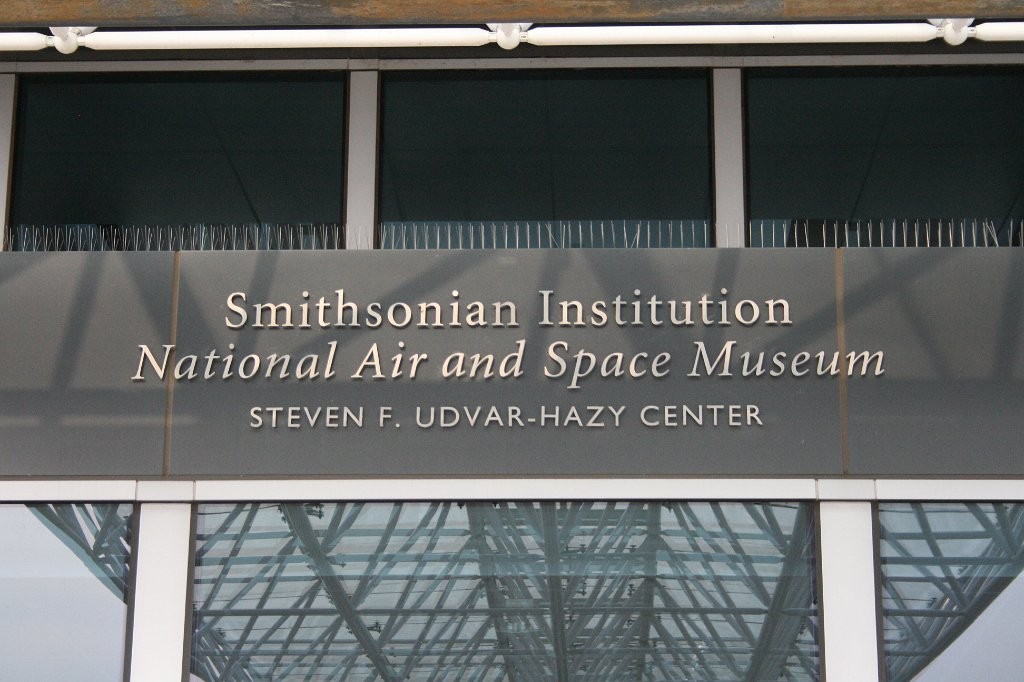 Smithsonian Institution
National Air and Space Museum
STEVEN F. UDVAR-HAZY CENTER